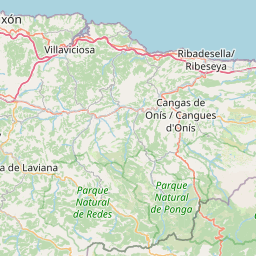 xón
Villaviciosa
Ribadesella/
Ribeseya
Cangas de
Onís / Cangues
d'Onís
a de Laviana
Parque
Natural
de Redes
Parque
Natural
de Ponga